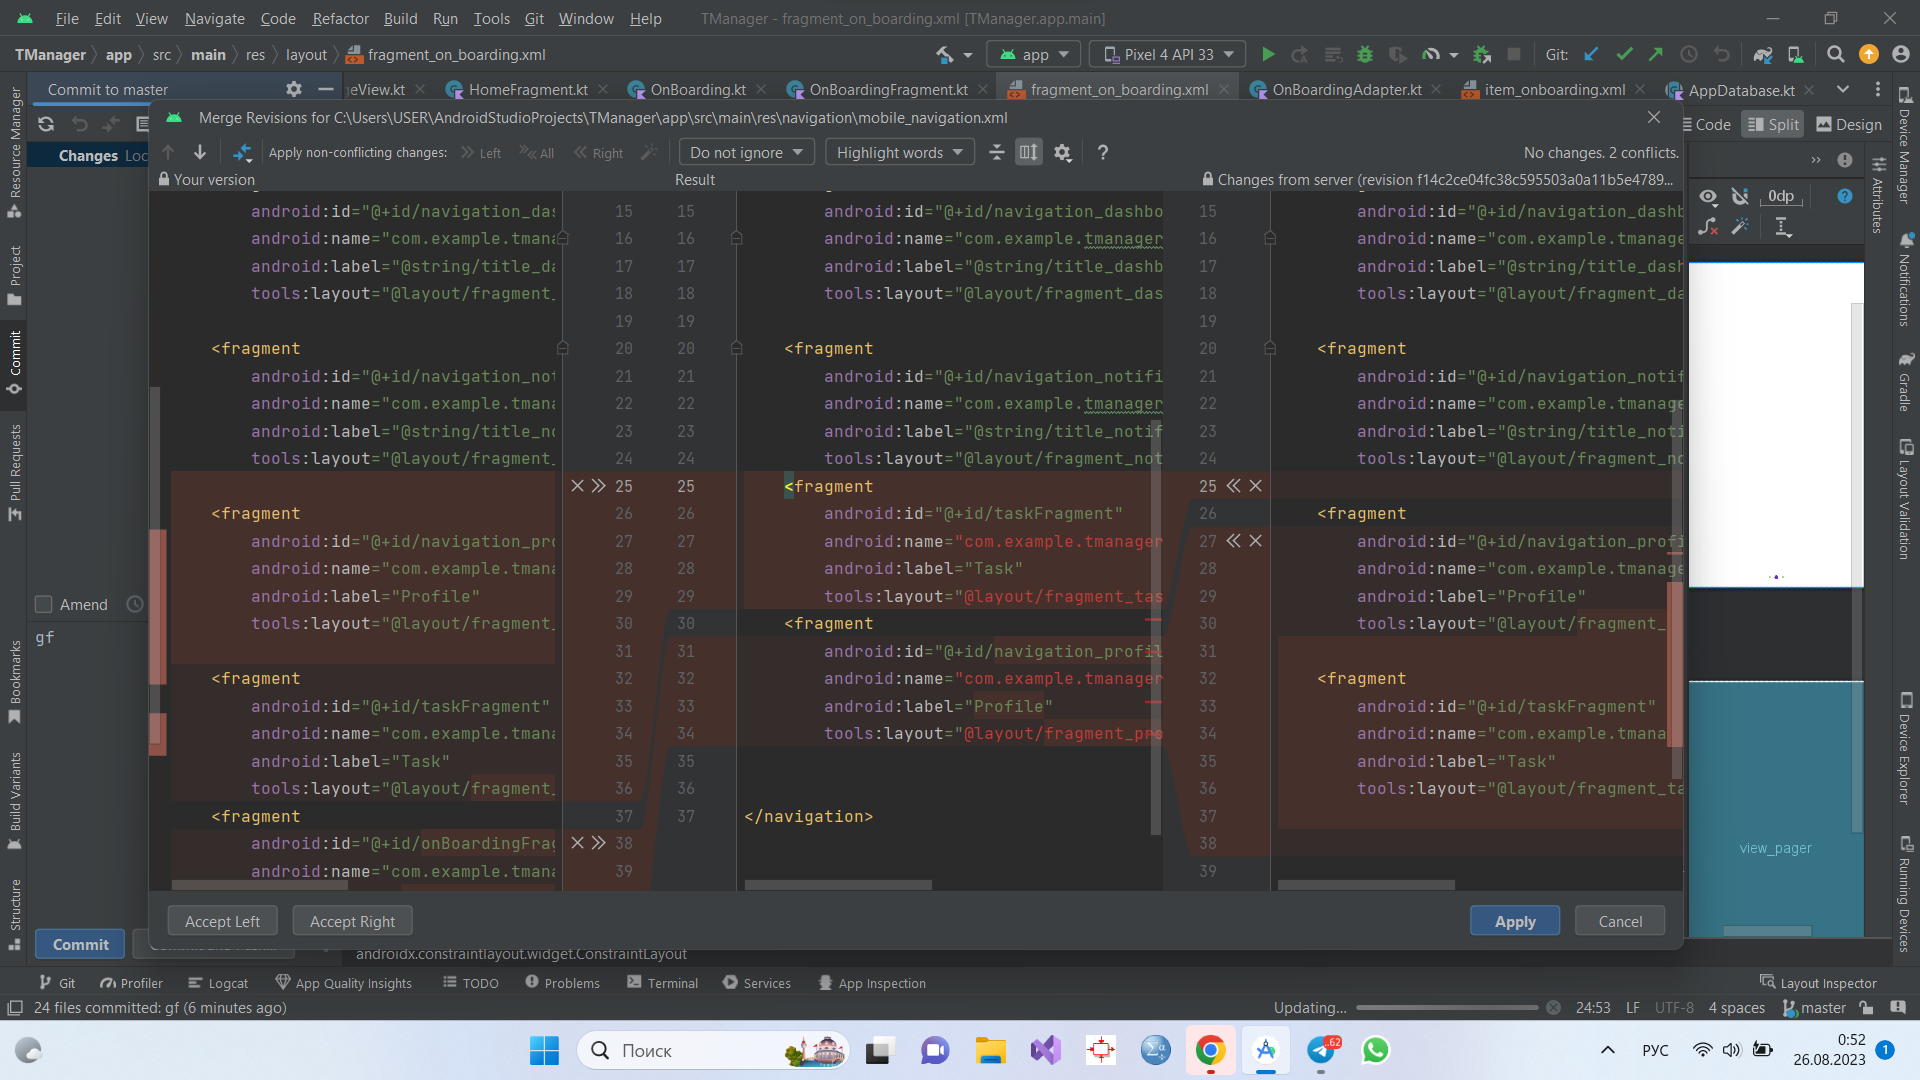 File Edit View Navigate Code Refactor Build Run Tools Git Window Help TManager - fragment_on_boarding.xml [TManager.app.main]
TManager app src main res layout fragment_on_boarding.xml app Pixel 4 API 33 Git:
Commit to master eView.kt HomeFragment.kt OnBoarding.kt OnBoardingFragment.kt fragment_on_boarding.xml OnBoardingAdapter.kt item_onboarding.xml AppDatabase.kt
Code Split Design
Merge Revisions for C:\Users\USER\AndroidStudioProjects\TManager\app\src\main\res\navigation\mobile_navigation.xml
Apply non-conflicting changes: Left All Right Do not ignore Highlight words ? No changes. 2 conflicts.
Changes Loc
Your version Result Changes from server (revision f14c2ce04fc38c595503a0a11b5e4789...
0dp
android:id="@+id/navigation_das 15 15 android:id="@+id/navigation_dashbo 15 android:id="@+id/navigation_dashb
android:name="com.example.tmana 16 16 android:name="com.example.tmanager 16 android:name="com.example.tmanage
android:label="@string/title_da 17 17 android:label="@string/title_dashb 17 android:label="@string/title_dash
tools:layout="@layout/fragment_ 18 18 tools:layout="@layout/fragment_das 18 tools:layout="@layout/fragment_da
19 19 19
<fragment 20 20 <fragment 20 <fragment
android:id="@+id/navigation_not 21 21 android:id="@+id/navigation_notifi 21 android:id="@+id/navigation_notif
android:name="com.example.tmana 22 22 android:name="com.example.tmanager 22 android:name="com.example.tmanage
android:label="@string/title_no 23 23 android:label="@string/title_notif 23 android:label="@string/title_noti
tools:layout="@layout/fragment_ 24 24 tools:layout="@layout/fragment_not 24 tools:layout="@layout/fragment_no
25 25 <fragment 25
<fragment 26 26 android:id="@+id/taskFragment" 26 <fragment
android:id="@+id/navigation_pro 27 27 android:name="com.example.tmanager 27 android:id="@+id/navigation_profi
android:name="com.example.tmana 28 28 android:label="Task" 28 android:name="com.example.tmanage
android:label="Profile" 29 29 tools:layout="@layout/fragment_tas 29 android:label="Profile"
tools:layout="@layout/fragment_ 30 30 <fragment 30 tools:layout="@layout/fragment_
31 31 android:id="@+id/navigation_profil 31
<fragment 32 32 android:name="com.example.tmanager 32 <fragment
android:id="@+id/taskFragment" 33 33 android:label="Profile" 33 android:id="@+id/taskFragment"
android:name="com.example.tmana 34 34 tools:layout="@layout/fragment_pro 34 android:name="com.example.tmana
android:label="Task" 35 35 35 android:label="Task"
tools:layout="@layout/fragment_ 36 36 36 tools:layout="@layout/fragment_ta
<fragment 37 37 </navigation> 37
android:id="@+id/onBoardingFrag 38 38
android:name="com.example.tmana 39 39
Accept Left Accept Right Apply Cancel
Amend
gf
Commit
androidx.constraintlayout.widget.ConstraintLayout
view_pager
Resource Manager
Project
Commit
Pull Requests
Bookmarks
Build Variants
Structure
Device Manager
Attributes
Notifications
Gradle
Layout Validation
Device Explorer
Running Devices
Git Profiler Logcat App Quality Insights TODO Problems Terminal Services App Inspection Layout Inspector
24 files committed: gf (6 minutes ago) Updating... 24:53 LF UTF-8 4 spaces master
Поиск 62 РУС 0:52
26.08.2023 1